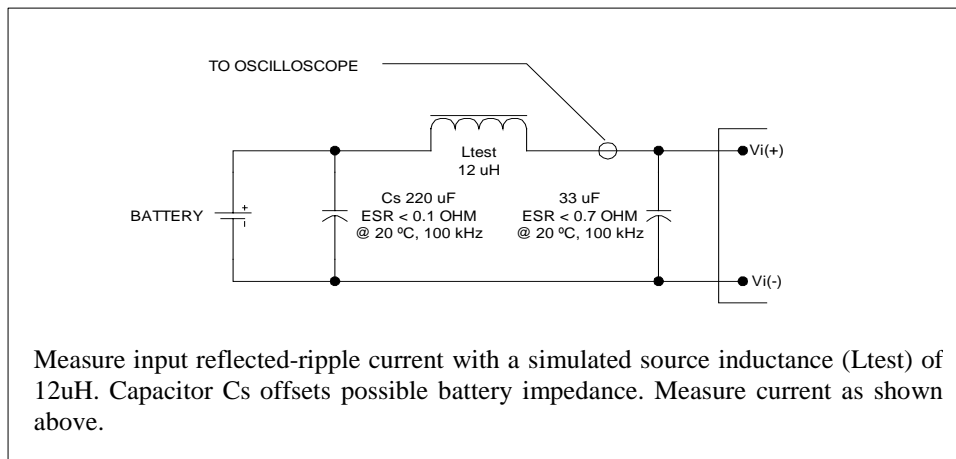 TO OSCILLOSCOPE
Ltest
12 uH
Vi(+)
BATTERY
+
-
Cs 220 uF
ESR < 0.1 OHM
@ 20 ºC, 100 kHz
33 uF
ESR < 0.7 OHM
@ 20 ºC, 100 kHz
Vi(-)
Measure input reflected-ripple current with a simulated source inductance (Ltest) of
12uH. Capacitor Cs offsets possible battery impedance. Measure current as shown
above.